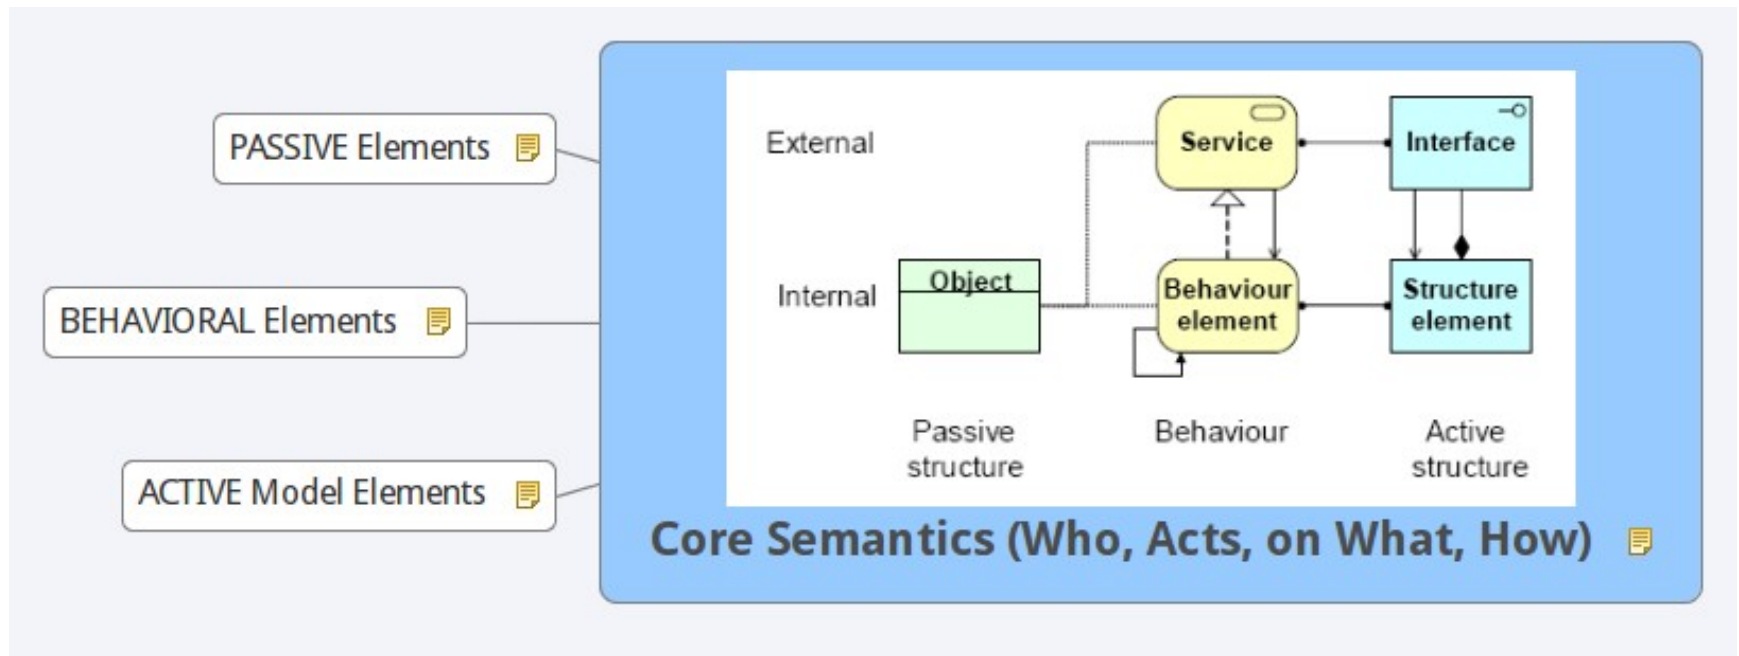 PASSIVE Elements
BEHAVIORAL Elements
ACTIVE Model Elements
External
Service
Interface
Internal
Object
Behaviour
element
Structure
element
Passive
structure
Behaviour
Active
structure
Core Semantics (Who, Acts, on What, How)